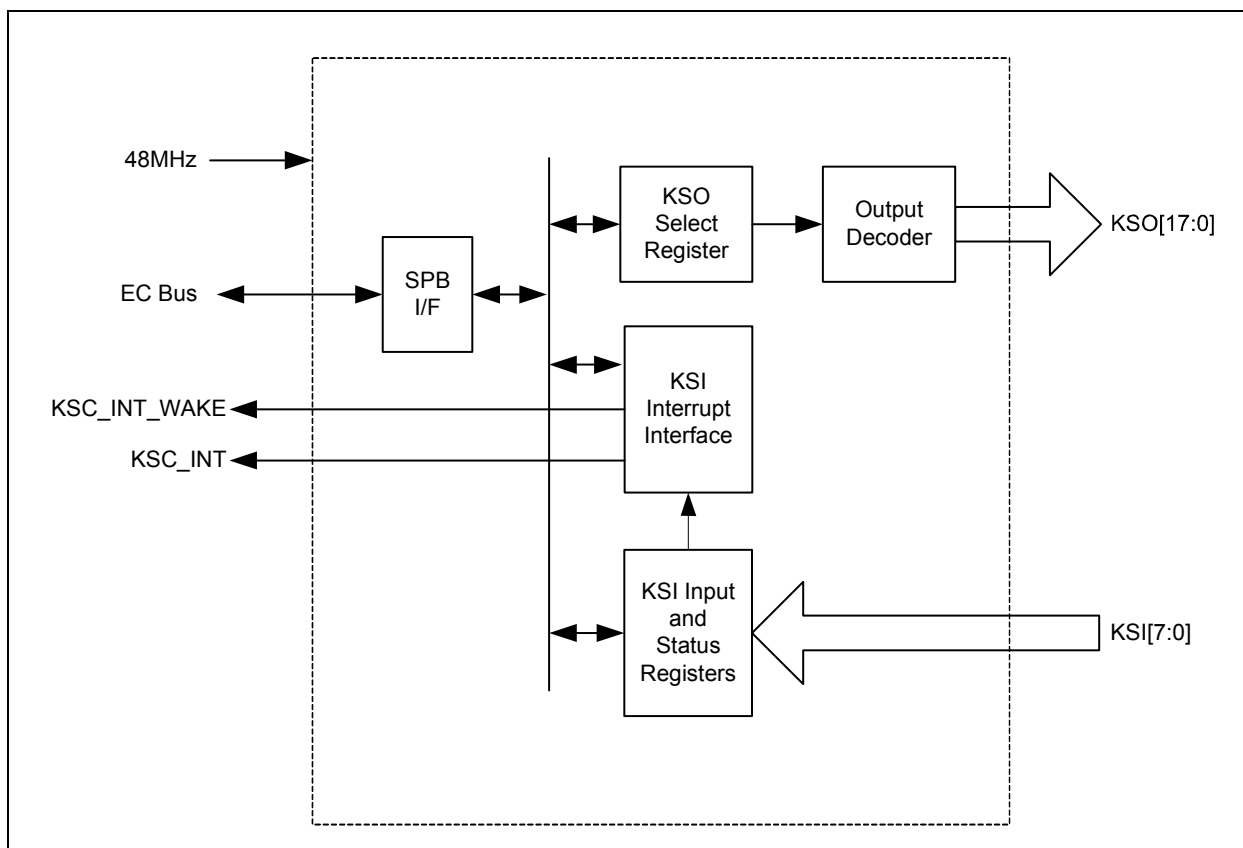 48MHz
EC Bus
KSC_INT_WAKE
KSC_INT
SPB
I/F
KSO
Select
Register
Output
Decoder
KSO[17:0]
KSI
Interrupt
Interface
KSI Input
and
Status
Registers
KSI[7:0]